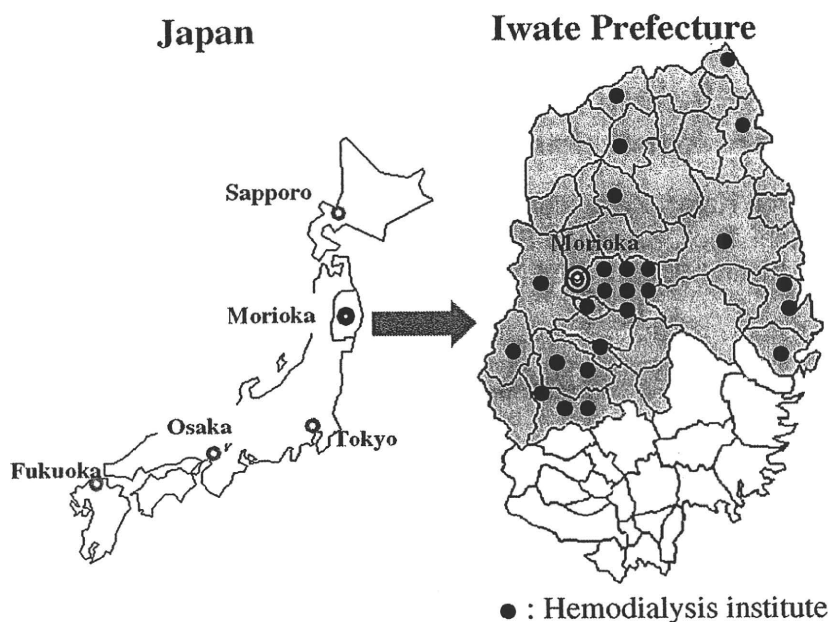 Japan
Iwate Prefecture
Sapporo
Morioka
Morioka
Osaka
Tokyo
Fukuoka
● : Hemodialysis institute